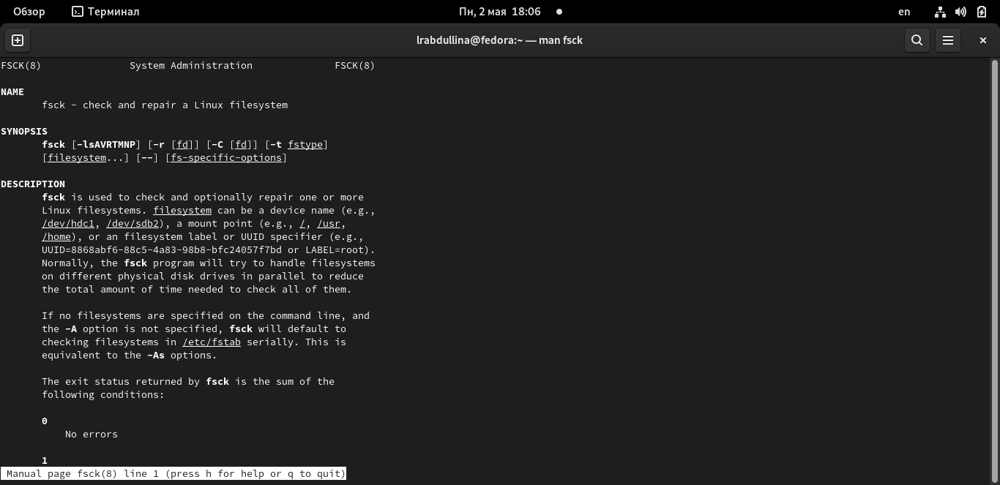 Обзор Терминал Пн, 2 мая 18:06 en
lrabdullina@fedora:~ — man fsck
FSCK(8) System Administration FSCK(8)
NAME
fsck - check and repair a Linux filesystem
SYNOPSIS
fsck [-lsAVRTMNP] [-r [fd]] [-C [fd]] [-t fstype]
[filesystem...] [--] [fs-specific-options]
DESCRIPTION
fsck is used to check and optionally repair one or more
Linux filesystems. filesystem can be a device name (e.g.,
/dev/hdc1, /dev/sdb2), a mount point (e.g., /, /usr,
/home), or an filesystem label or UUID specifier (e.g.,
UUID=8868abf6-88c5-4a83-98b8-bfc24057f7bd or LABEL=root).
Normally, the fsck program will try to handle filesystems
on different physical disk drives in parallel to reduce
the total amount of time needed to check all of them.
If no filesystems are specified on the command line, and
the -A option is not specified, fsck will default to
checking filesystems in /etc/fstab serially. This is
equivalent to the -As options.
The exit status returned by fsck is the sum of the
following conditions:
0
No errors
1
Manual page fsck(8) line 1 (press h for help or q to quit)